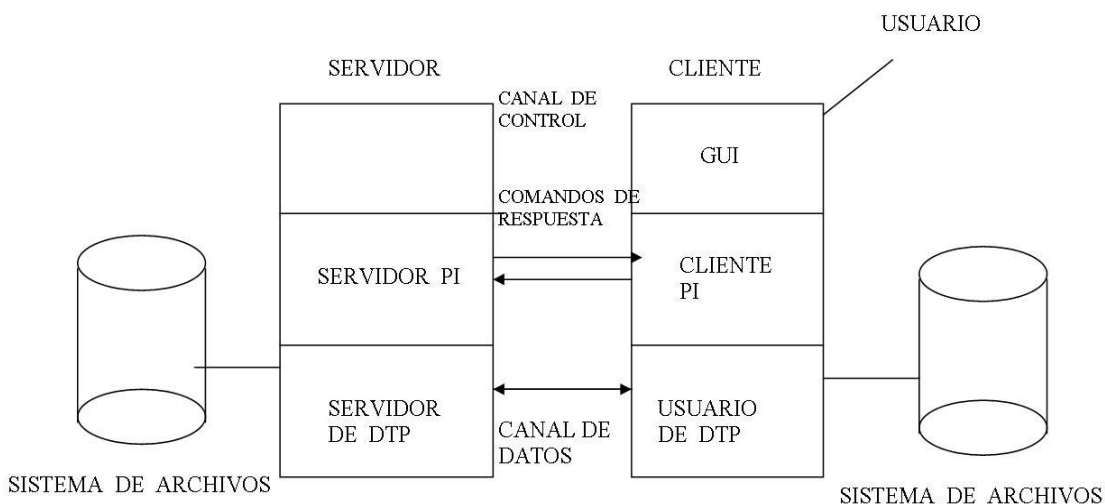 USUARIO
SERVIDOR
CLIENTE
CANAL DE
CONTROL
GUI
COMANDOS DE
RESPUESTA
SERVIDOR PI
CLIENTE
PI
SERVIDOR
DE DTP
CANAL DE
DATOS
USUARIO
DE DTP
SISTEMA DE ARCHIVOS
SISTEMA DE ARCHIVOS